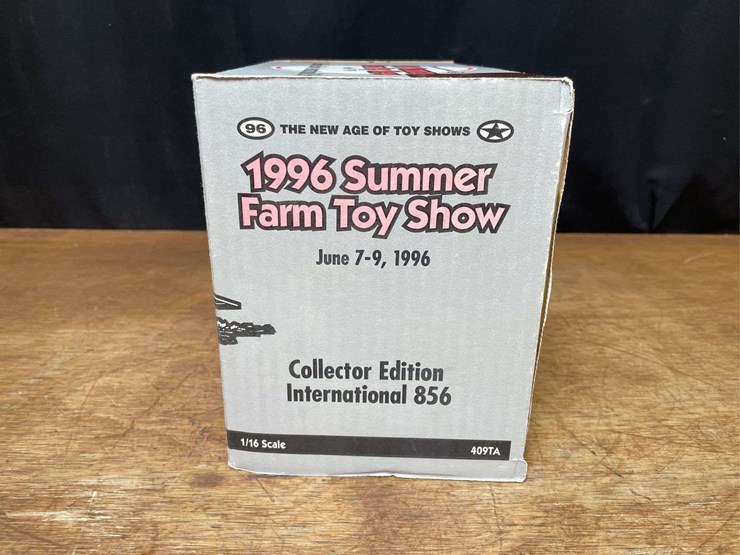 96 THE NEW AGE OF TOY SHOWS
1996 Summer
Farm Toy Show
June 7-9, 1996
Collector Edition
International 856
1/16 Scale
409TA